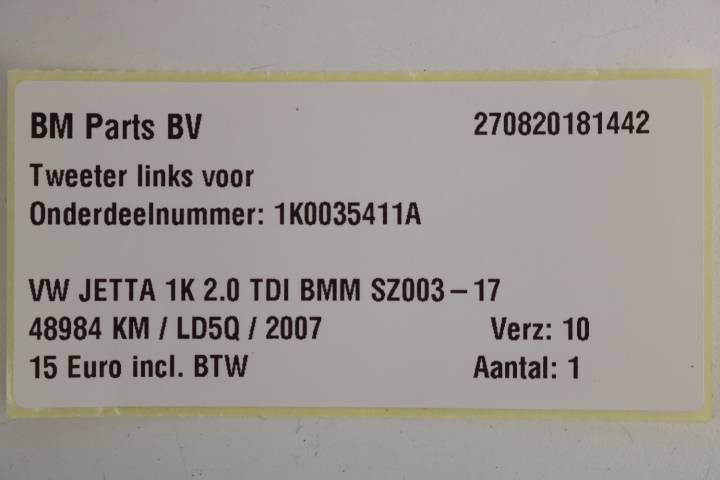 BM Parts BV 270820181442
Tweeter links voor
Onderdeelnummer: 1K0035411A
VW JETTA 1K 2.0 TDI BMM SZ003-17
48984 KM / LD5Q / 2007 Verz: 10
15 Euro incl. BTW Aantal: 1